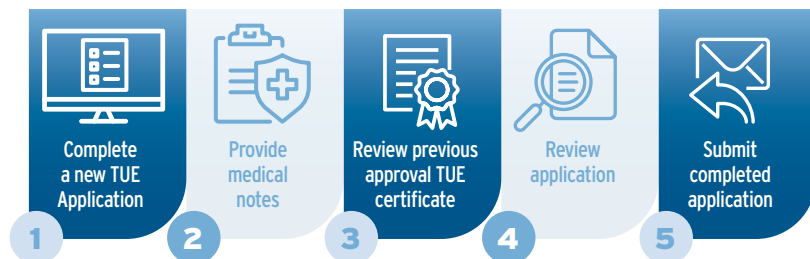 Complete
a new TUE
Application
1
Provide
medical
notes
2
Review previous
approval TUE
certificate
3
Review
application
4
Submit
completed
application
5